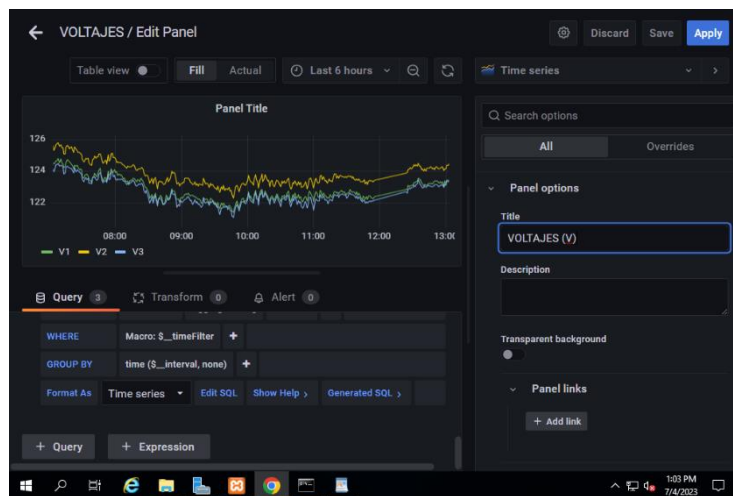 VOLTAJES / Edit Panel
Discard Save Apply
Table view Fill Actual Last 6 hours Time series
Panel Title
126
124
122
08:00 09:00 10:00 11:00 12:00 13:0
V1 V2 V3
Query 3 Transform 0 Alert 0
WHERE Macro: $__timeFilter +
GROUP BY time ($__interval, none) +
Format As Time series Edit SQL Show Help > Generated SQL >
+ Query + Expression
Search options
All Overrides
Panel options
Title
VOLTAJES (V)
Description
Transparent background
Panel links
+ Add link
1:03 PM
7/4/2023